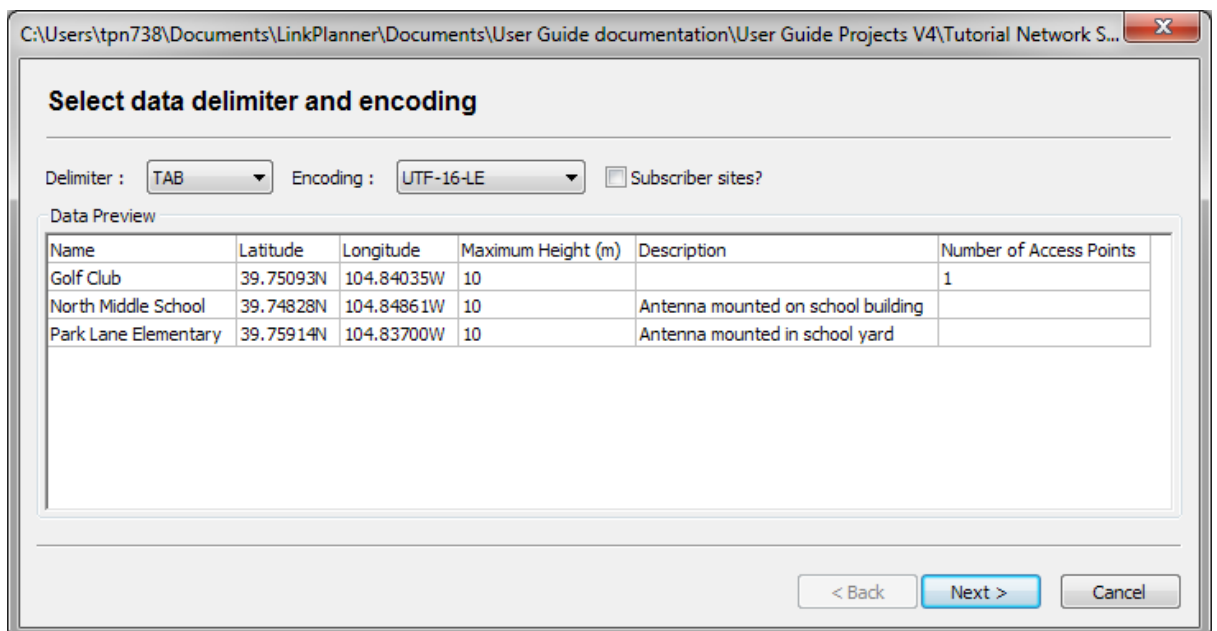 C:\Users\tpn738\Documents\LinkPlanner\Documents\User Guide documentation\User Guide Projects V4\Tutorial Network S...
Select data delimiter and encoding
Delimiter : TAB Encoding : UTF-16-LE Subscriber sites?
Data Preview
Name Latitude Longitude Maximum Height (m) Description Number of Access Points
Golf Club 39.75093N 104.84035W 10 1
North Middle School 39.74828N 104.84861W 10 Antenna mounted on school building
Park Lane Elementary 39.75914N 104.83700W 10 Antenna mounted in school yard
< Back Next > Cancel